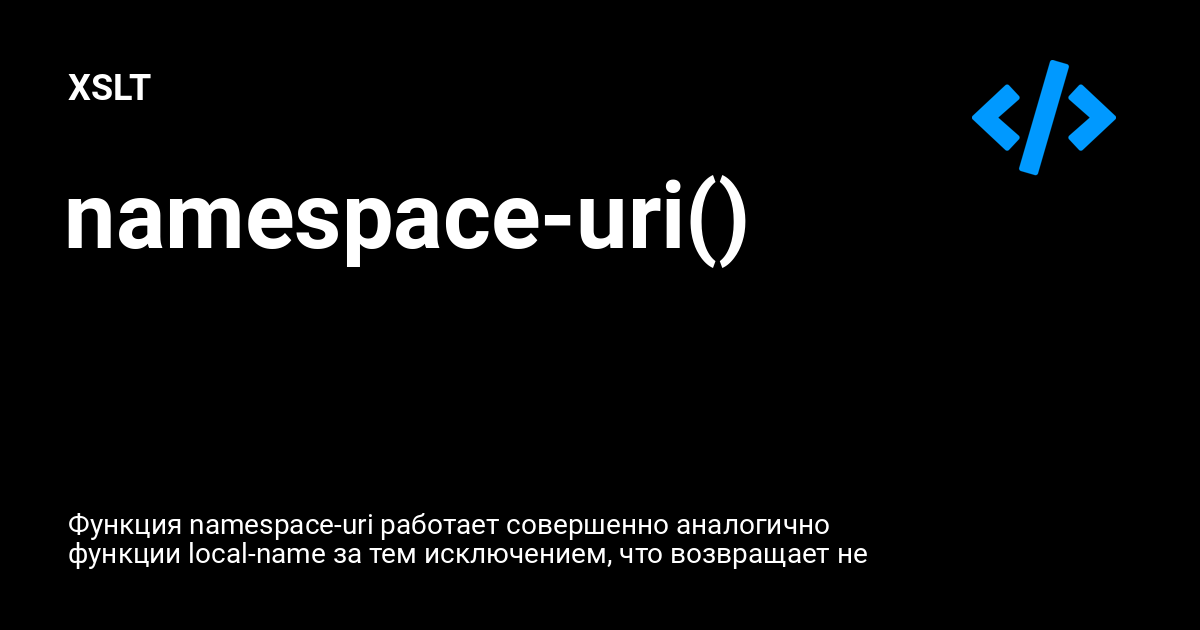 XSLT
namespace-uri()
Функция namespace-uri работает совершенно аналогично
функции local-name за тем исключением, что возвращает не